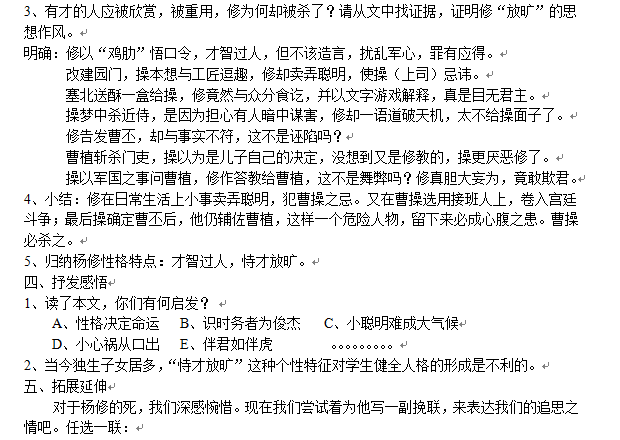 3、有才的人应被欣赏，被重用，修为何却被杀了？请从文中找证据，证明修“放旷”的思
想作风。
明确：修以“鸡肋”悟口令，才智过人，但不该造言，扰乱军心，罪有应得。
改建园门，操本想与工匠逗趣，修却卖弄聪明，使操（上司）忌讳。
塞北送酥一盒给操，修竟然与众分食讫，并以文字游戏解释，真是目无君主。
操梦中杀近侍，是因为担心有人暗中谋害，修却一语道破天机，太不给操面子了。
修告发曹丕，却与事实不符，这不是诬陷吗？
曹植斩杀门吏，操以为是儿子自己的决定，没想到又是修教的，操更厌恶修了。
操以军国之事问曹植，修作答教给曹植，这不是舞弊吗？修真胆大妄为，竟敢欺君。
4、小结：修在日常生活上小事卖弄聪明，犯曹操之忌。又在曹操选用接班人上，卷入宫廷
斗争；最后操确定曹丕后，他仍辅佐曹植，这样一个危险人物，留下来必成心腹之患。曹操
必杀之。
5、归纳杨修性格特点：才智过人，恃才放旷。
四、抒发感悟
1、读了本文，你们有何启发？
A、性格决定命运 B、识时务者为俊杰 C、小聪明难成大气候
D、小心祸从口出 E、伴君如伴虎 。。。。。。。。。
2、当今独生子女居多，“恃才放旷”这种个性特征对学生健全人格的形成是不利的。
五、拓展延伸
对于杨修的死，我们深感惋惜。现在我们尝试着为他写一副挽联，来表达我们的追思之
情吧。任选一联：